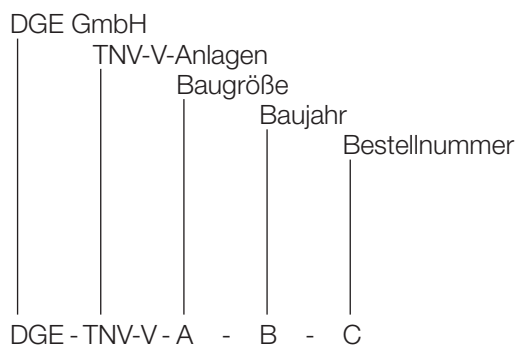 DGE GmbH
TNV-V-Anlagen
Baugröße
Baujahr
Bestellnummer
DGE - TNV-V - A - B - C